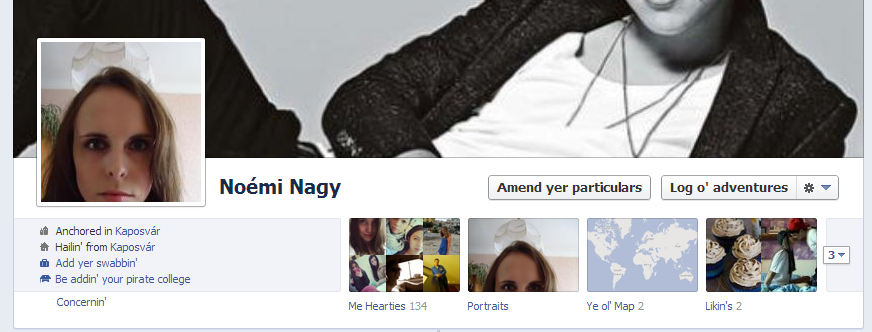 Noémi Nagy
Amend yer particulars
Log o' adventures
Anchored in Kaposvár
Hailin' from Kaposvár
Add yer swabbin'
Be addin' your pirate college
Concernin'
Me Hearties 134
Portraits
Ye ol' Map 2
Likin's 2
3